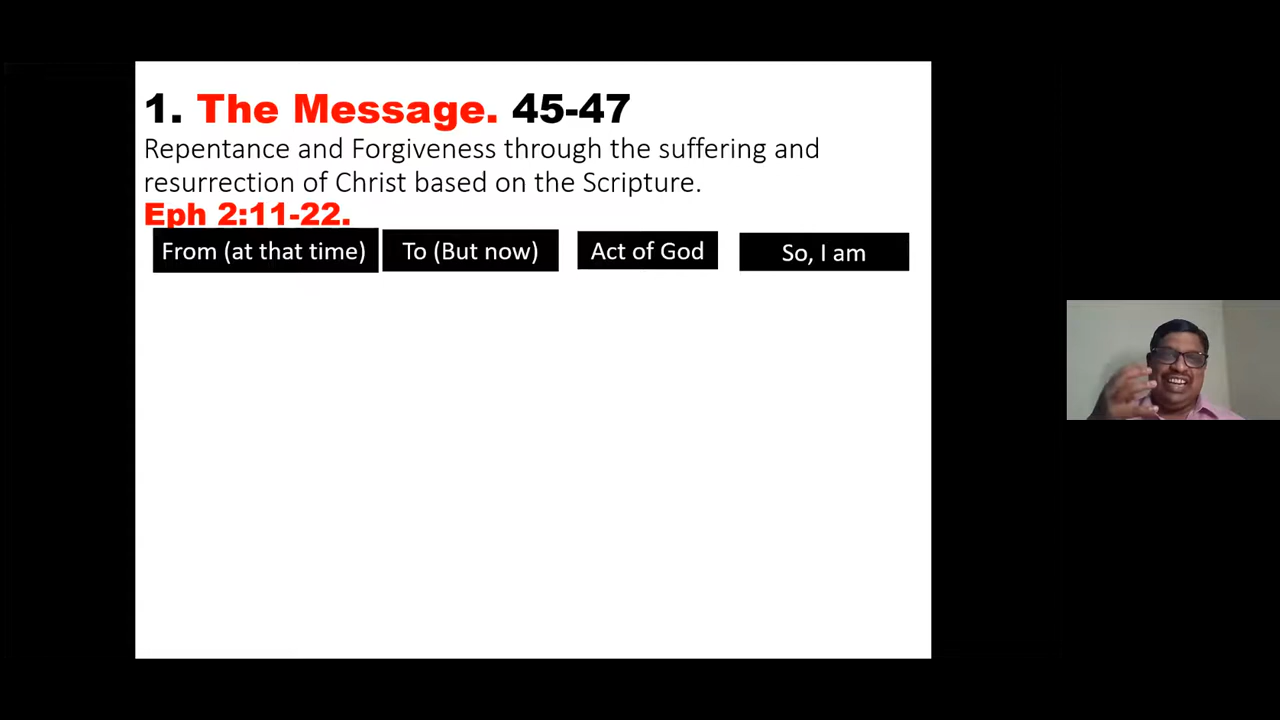 1. The Message. 45-47
Repentance and Forgiveness through the suffering and
resurrection of Christ based on the Scripture.
Eph 2:11-22.
From (at that time) To (But now) Act of God So, I am